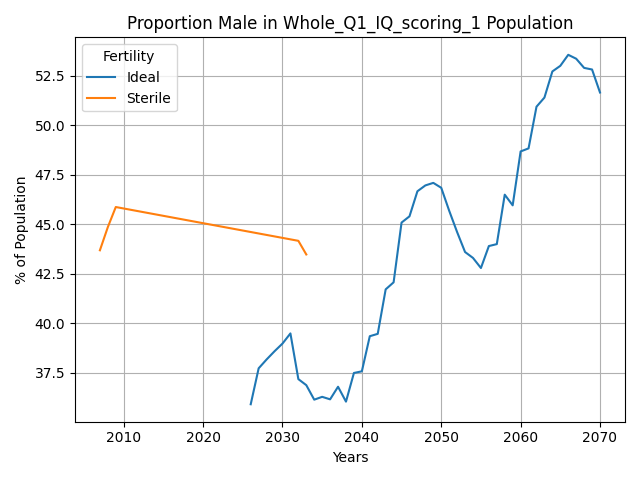 Proportion Male in Whole_Q1_IQ_scoring_1 Population
Fertility
Ideal
Sterile
% of Population
52.5
50.0
47.5
45.0
42.5
40.0
37.5
2010 2020 2030 2040 2050 2060 2070
Years